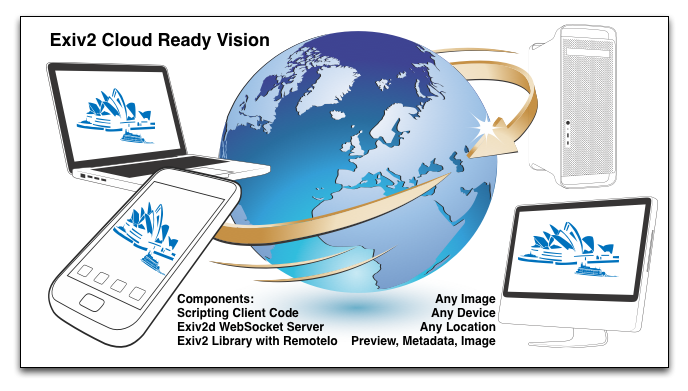 Exiv2 Cloud Ready Vision
Components:
Scripting Client Code
Exiv2d WebSocket Server
Exiv2 Library with RemoteIo
Any Image
Any Device
Any Location
Preview, Metadata, Image